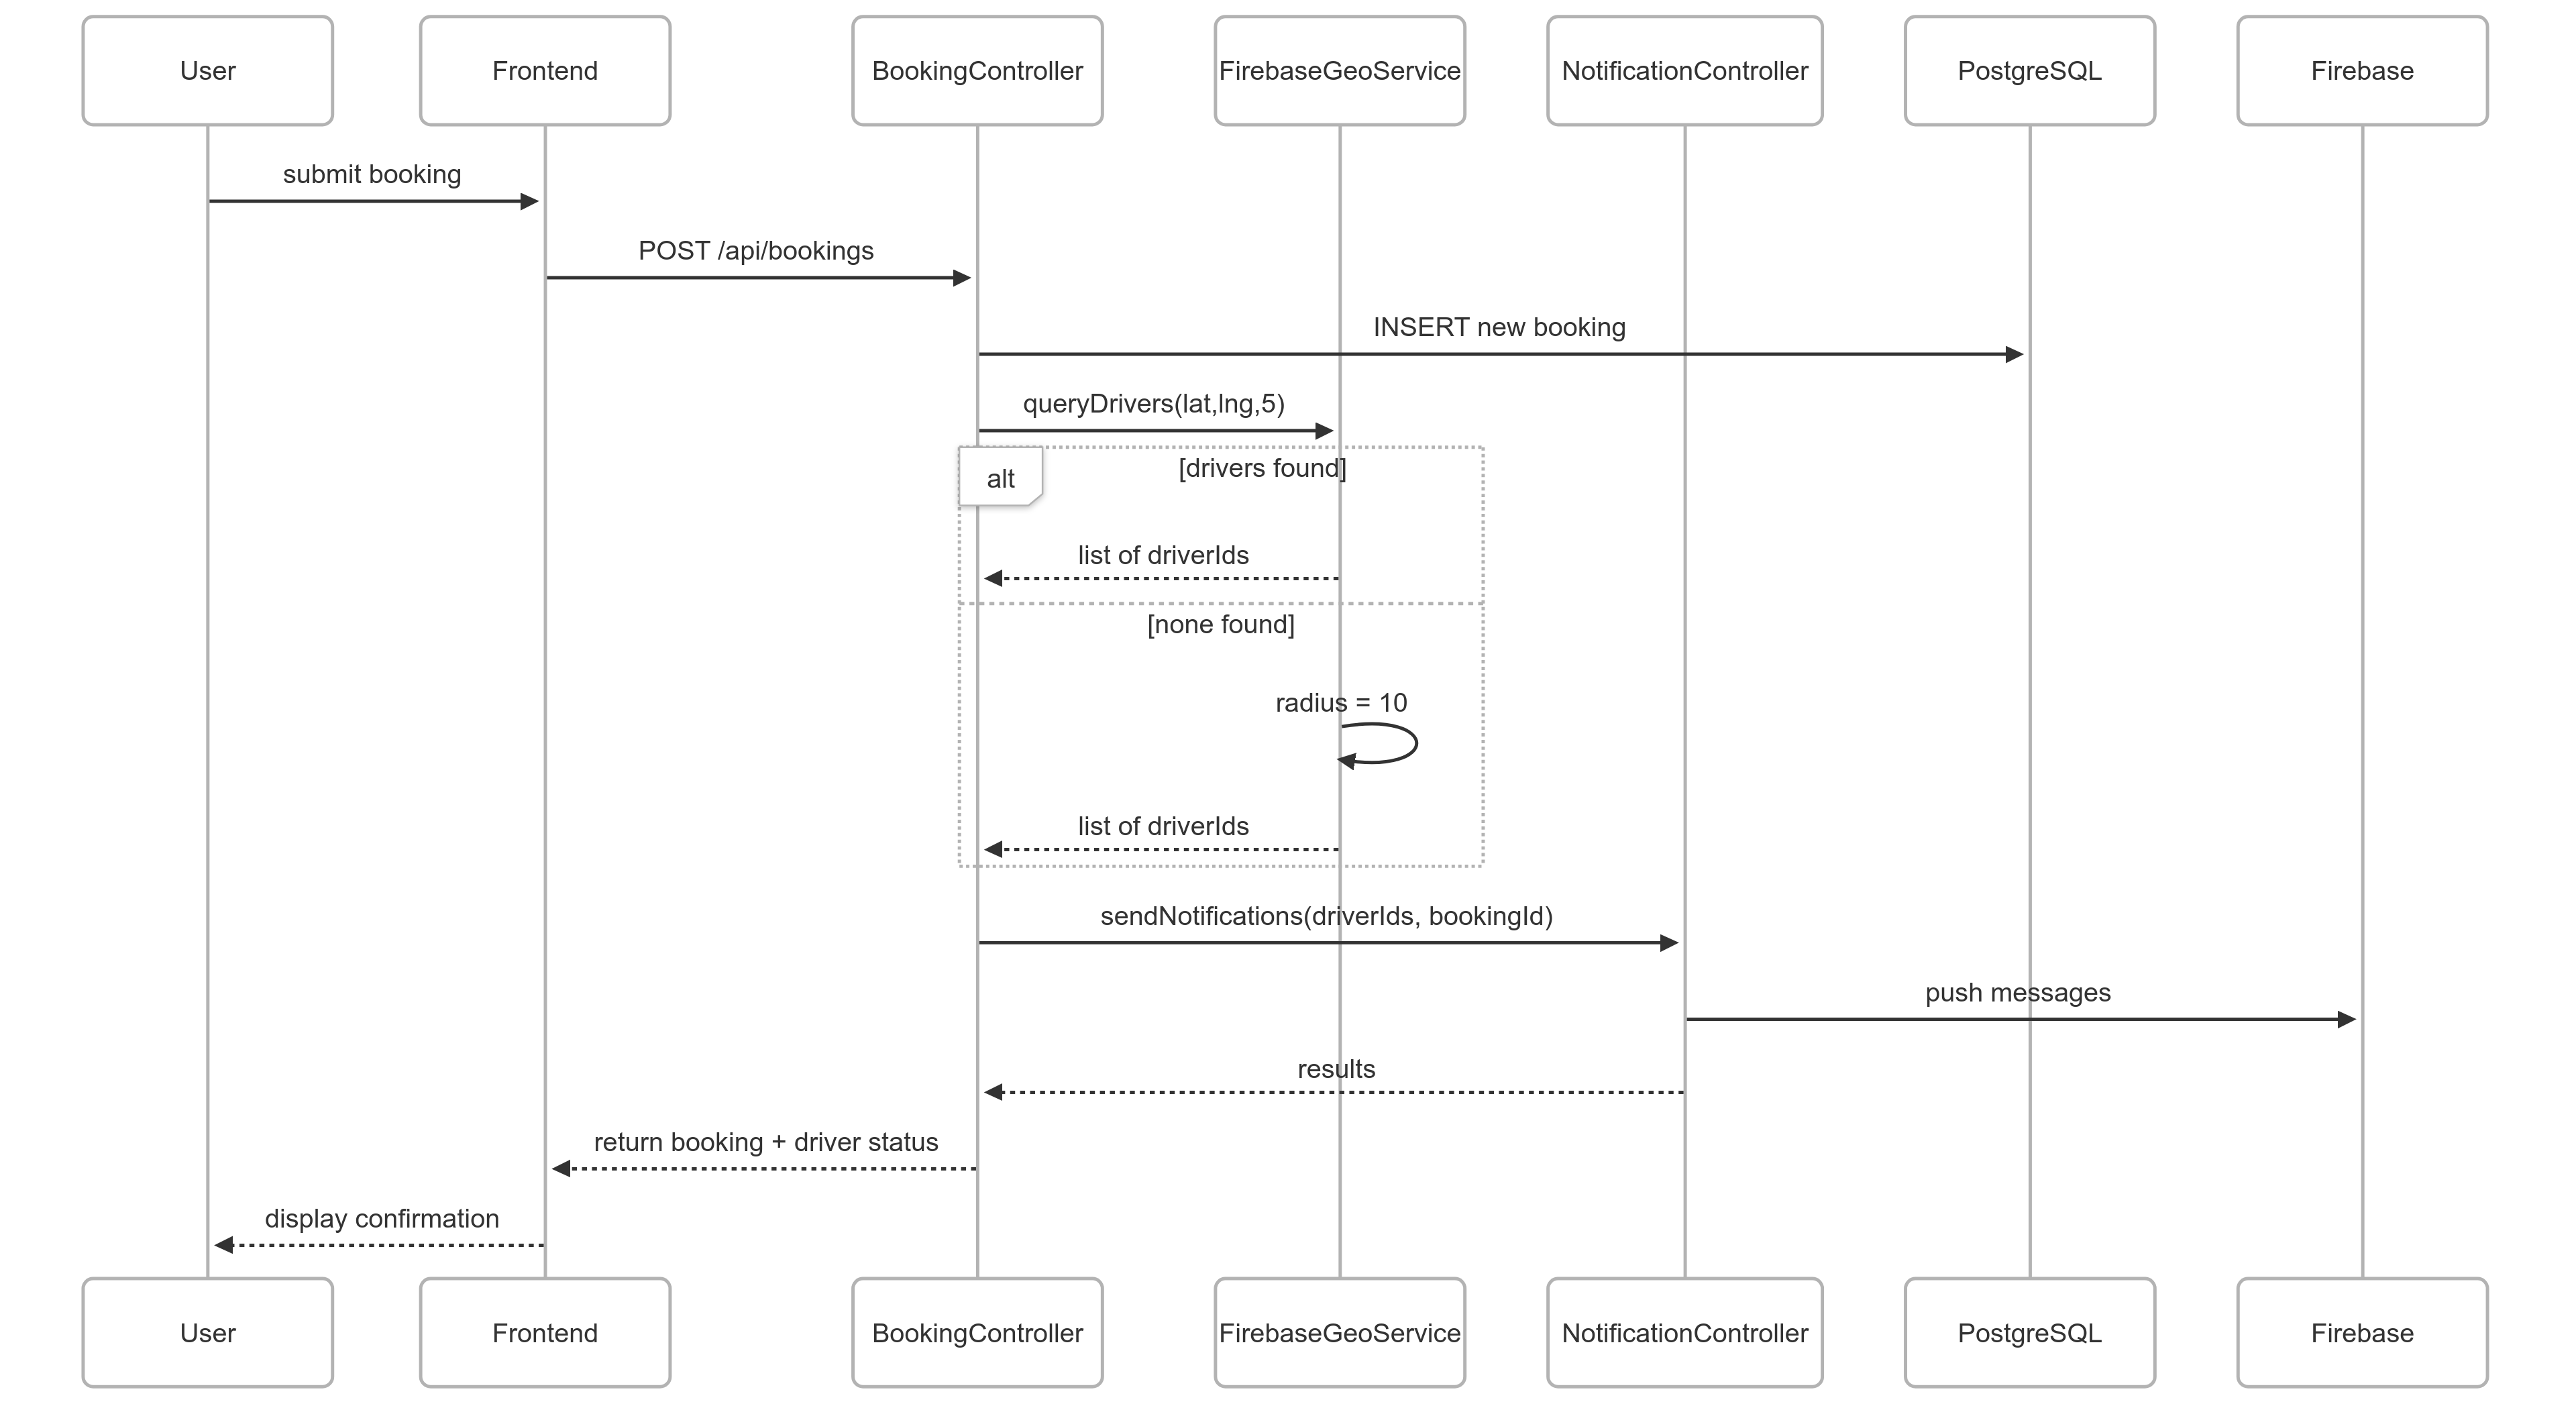 User
Frontend
BookingController
FirebaseGeoService
NotificationController
PostgreSQL
Firebase
submit booking
POST /api/bookings
INSERT new booking
queryDrivers(lat,lng,5)
alt
[drivers found]
list of driverIds
[none found]
radius = 10
list of driverIds
sendNotifications(driverIds, bookingId)
push messages
results
return booking + driver status
display confirmation
User
Frontend
BookingController
FirebaseGeoService
NotificationController
PostgreSQL
Firebase